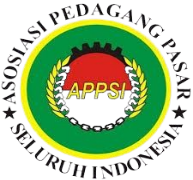 ASOSIASI PEDAGANG PASAR
APPSI
SELURUH INDONESIA